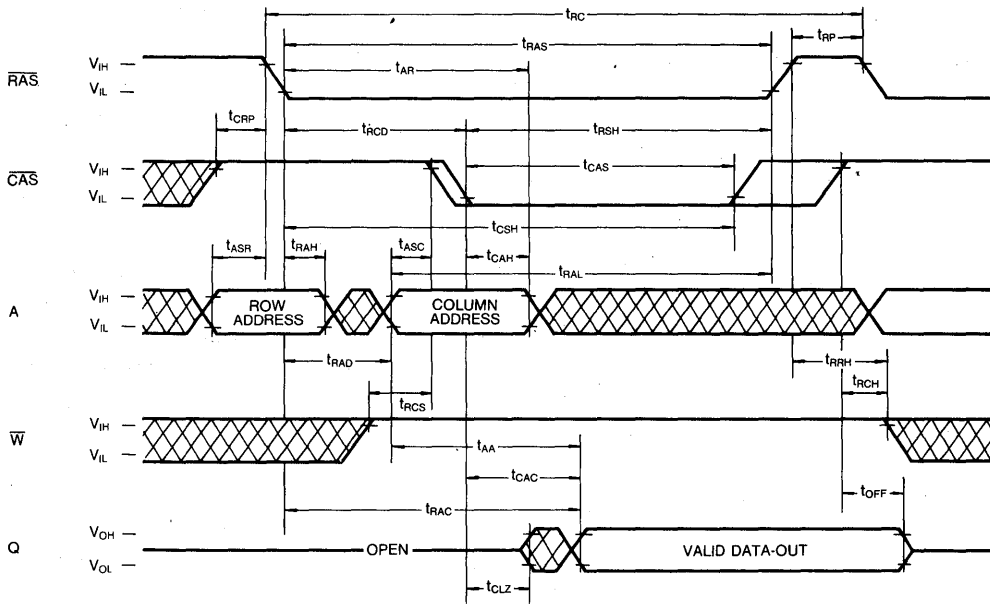 tRC
tRAS
tRP
tAR
RAS
VIH
VIL
tCRP
tRCD
tRSH
CAS
VIH
VIL
tCAS
tCSH
tASR
tRAH
tASC
tCAH
tRAL
A
VIH
VIL
ROW
ADDRESS
COLUMN
ADDRESS
tRAD
tRRH
tRCS
tRCH
W
VIH
VIL
tAA
tCAC
tOFF
tRAC
Q
VOH
VOL
OPEN
VALID DATA-OUT
tCLZ